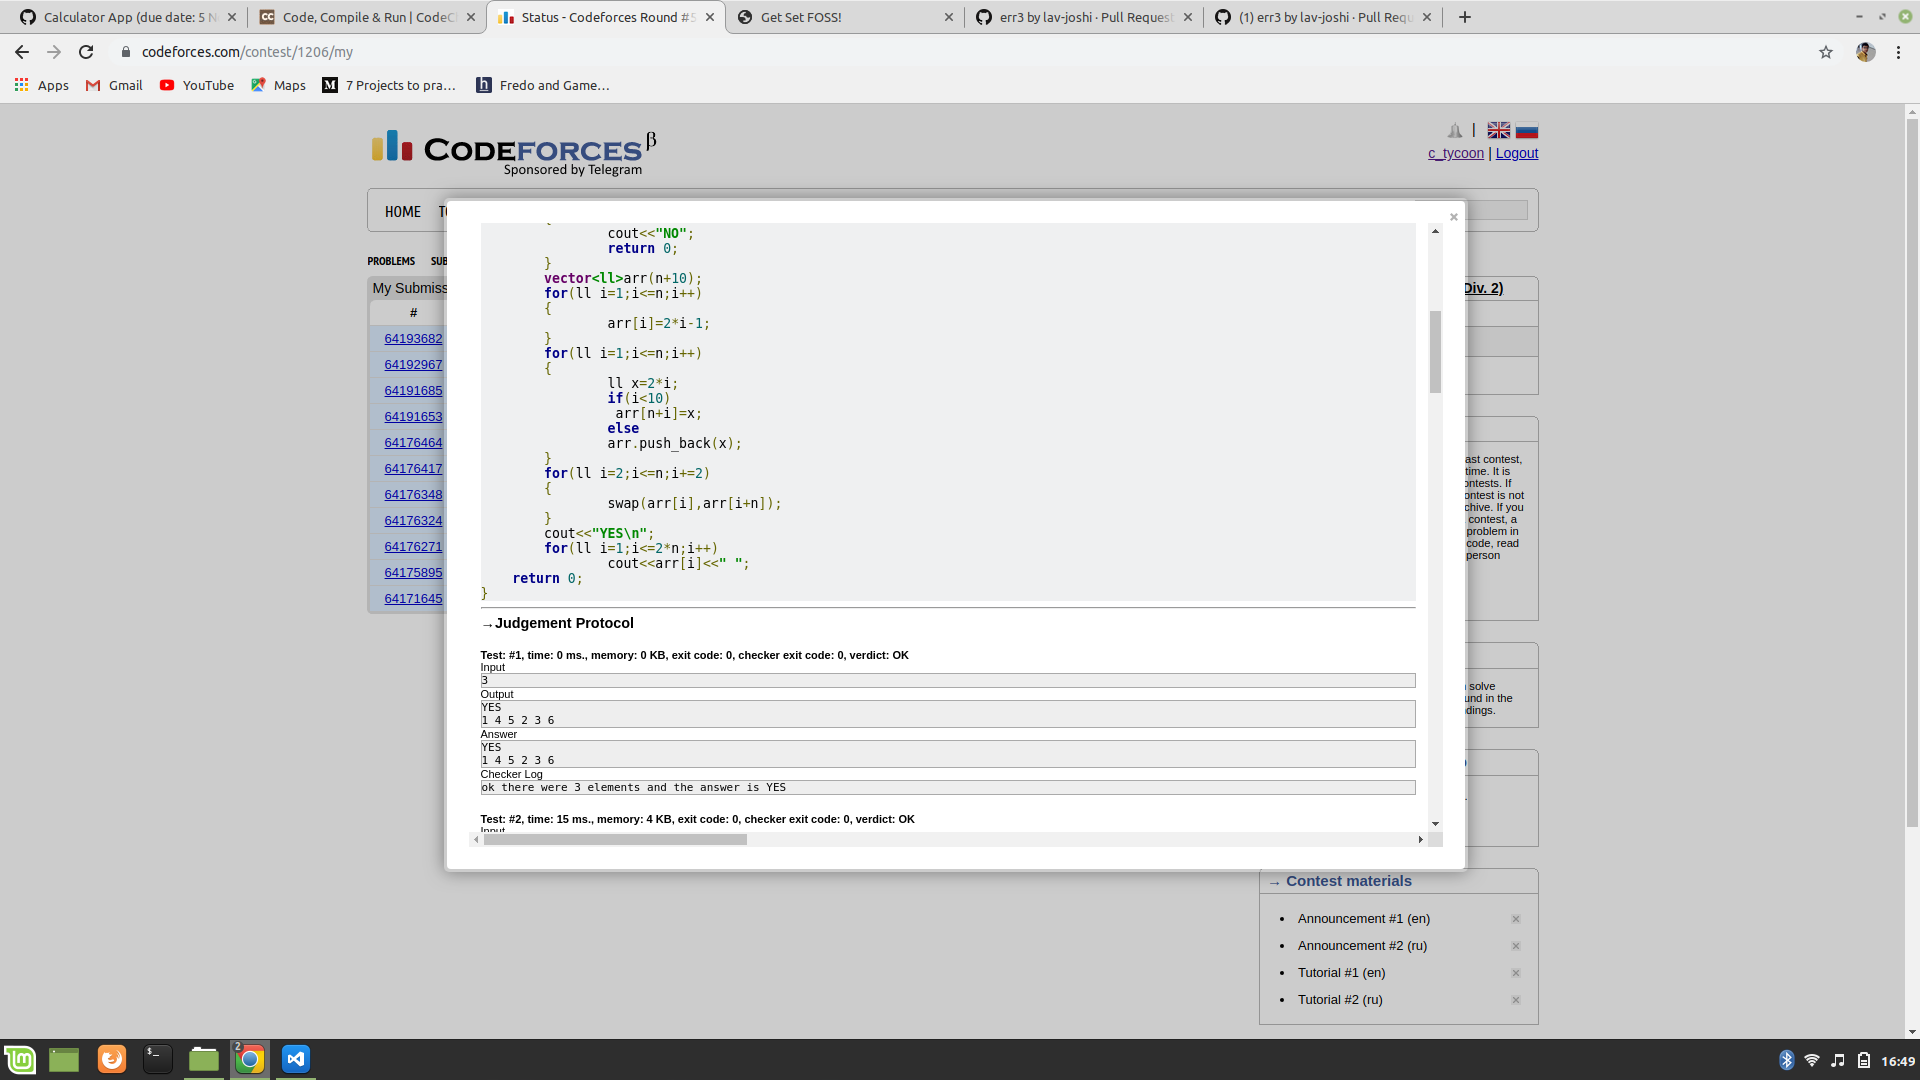 Calculator App (due date: 5 N
Code, Compile & Run | CodeC
Status - Codeforces Round #5
Get Set FOSS!
err3 by lav-joshi · Pull Request
(1) err3 by lav-joshi · Pull Requ
codeforces.com/contest/1206/my
Apps
Gmail
YouTube
Maps
7 Projects to pra...
Fredo and Game...
CODEFORCES β
Sponsored by Telegram
c_tycoon | Logout
HOME
PROBLEMS
SUB
My Submiss
#
64193682
64192967
64191685
64191653
64176464
64176417
64176348
64176324
64176271
64175895
64171645
cout<<"NO";
return 0;
}
vector<ll>arr(n+10);
for(ll i=1;i<=n;i++)
{
arr[i]=2*i-1;
}
for(ll i=1;i<=n;i++)
{
ll x=2*i;
if(i<10)
arr[n+i]=x;
else
arr.push_back(x);
}
for(ll i=2;i<=n;i+=2)
{
swap(arr[i],arr[i+n]);
}
cout<<"YES\n";
for(ll i=1;i<=2*n;i++)
cout<<arr[i]<<" ";
return 0;
}
→Judgement Protocol
Test: #1, time: 0 ms., memory: 0 KB, exit code: 0, checker exit code: 0, verdict: OK
Input
3
Output
YES
1 4 5 2 3 6
Answer
YES
1 4 5 2 3 6
Checker Log
ok there were 3 elements and the answer is YES
Test: #2, time: 15 ms., memory: 4 KB, exit code: 0, checker exit code: 0, verdict: OK
Input
Div. 2)
ast contest,
time. It is
ontests. If
ontest is not
chive. If you
contest, a
problem in
code, read
person
solve
und in the
dings.
→ Contest materials
Announcement #1 (en)
Announcement #2 (ru)
Tutorial #1 (en)
Tutorial #2 (ru)
2
16:49